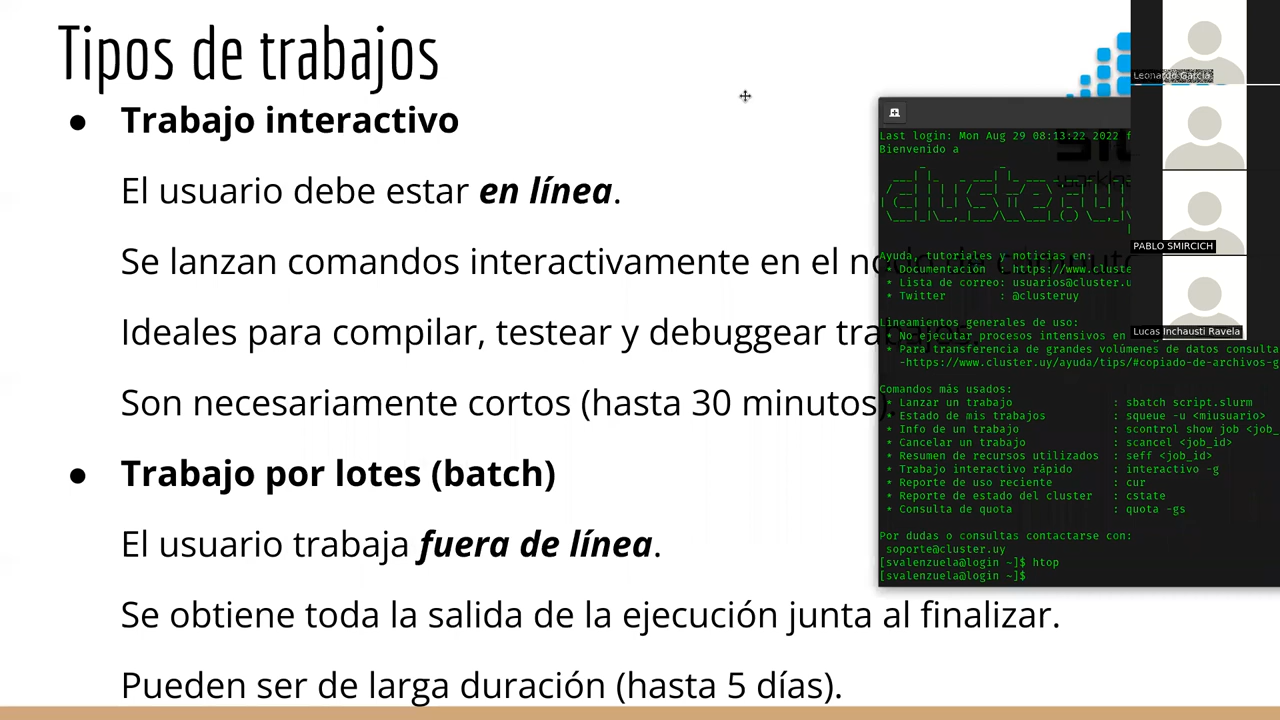 Tipos de trabajos
● Trabajo interactivo
El usuario debe estar en línea.
Se lanzan comandos interactivamente en el
Ideales para compilar, testear y debuggear
Son necesariamente cortos (hasta 30 minutos).
● Trabajo por lotes (batch)
El usuario trabaja fuera de línea.
Se obtiene toda la salida de la ejecución junta al finalizar.
Pueden ser de larga duración (hasta 5 días).
Last login: Mon Aug 29 08:13:22 2022 f
Bienvenido a
Ayuda, tutoriales y noticias en:
* Documentación : https://www.cluste
* Lista de correo: usuarios@cluster.u
* Twitter : @clusteruy
Lineamientos generales de uso:
* No ejecutar procesos intensivos en
* Para transferencia de grandes volúmenes de datos consulta
-https://www.cluster.uy/ayuda/tips/#copiado-de-archivos-g
Comandos más usados:
* Lanzar un trabajo : sbatch script.slurm
* Estado de mis trabajos : squeue -u <miusuario>
* Info de un trabajo : scontrol show job <job_
* Cancelar un trabajo : scancel <job_id>
* Resumen de recursos utilizados : seff <job_id>
* Trabajo interactivo rápido : interactivo -g
* Reporte de uso reciente : cur
* Reporte de estado del cluster : cstate
* Consulta de quota : quota -gs
Por dudas o consultas contactarse con:
soporte@cluster.uy
[svalenzuela@login ~]$ htop
[svalenzuela@login ~]$
Leonardo García
PABLO SMIRCICH
Lucas Inchausti Ravela